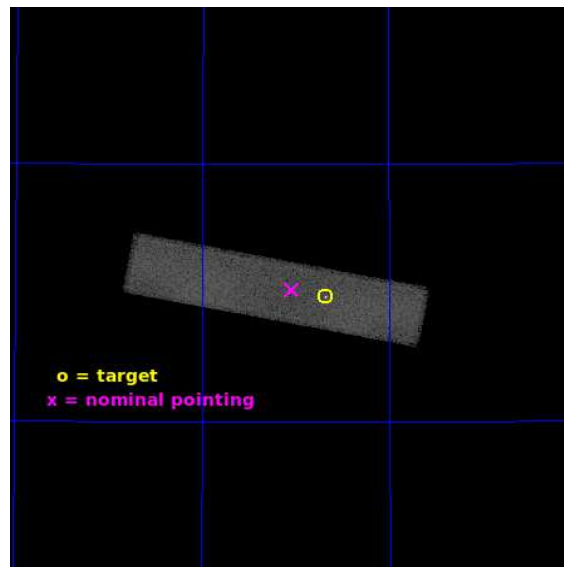 o = target
x = nominal pointing